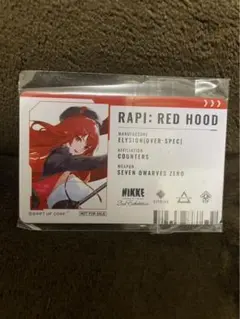 RAPI: RED HOOD
MANUFACTURER
ELYSION(OVER-SPEC)
AFFILIATION
COUNTERS
WEAPON
SEVEN DWARVES ZERO
NIKKE
NOT FOR SALE